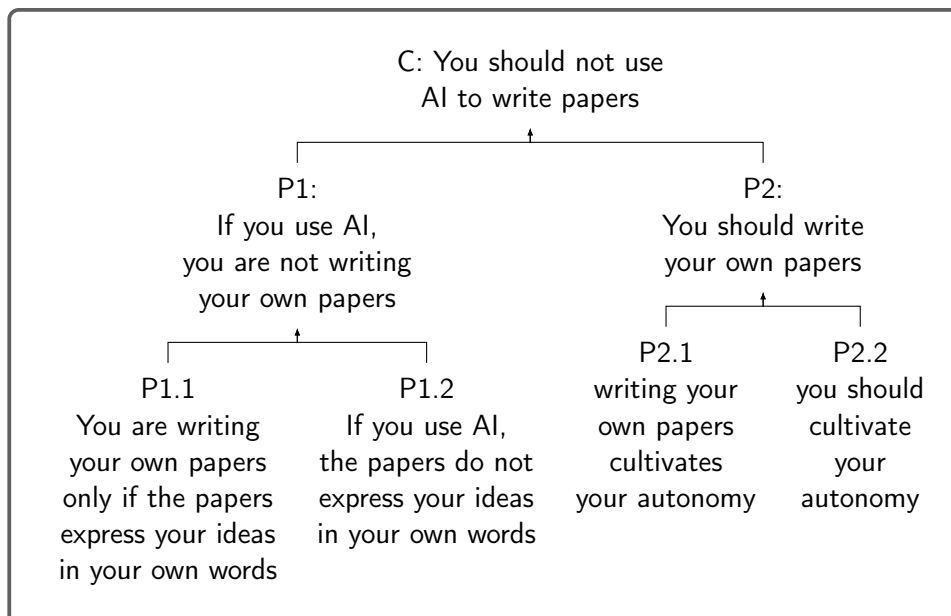 C: You should not use
AI to write papers
P1:
If you use AI,
you are not writing
your own papers
P2:
You should write
your own papers
P1.1
You are writing
your own papers
only if the papers
express your ideas
in your own words
P1.2
If you use AI,
the papers do not
express your ideas
in your own words
P2.1
writing your
own papers
cultivates
your autonomy
P2.2
you should
cultivate
your
autonomy